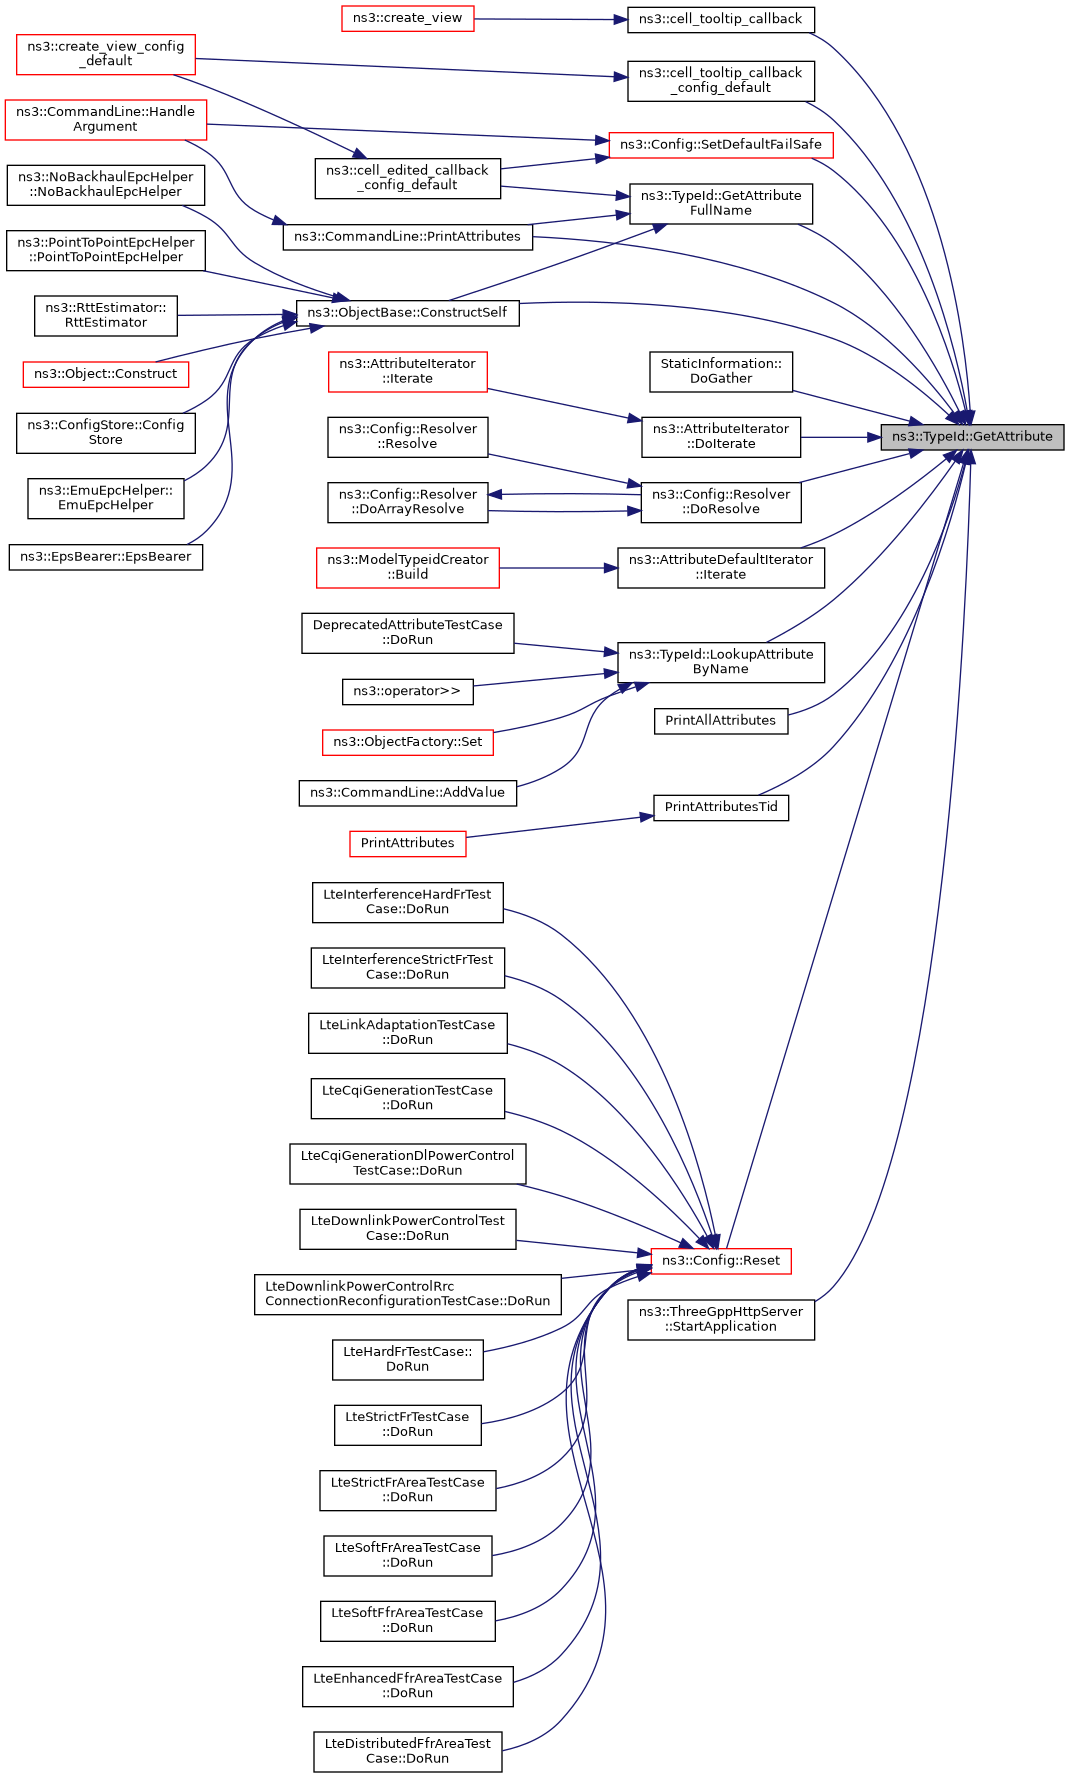 ns3::create_view
ns3::cell_tooltip_callback
ns3::create_view_config
_default
ns3::cell_tooltip_callback
_config_default
ns3::CommandLine::Handle
Argument
ns3::Config::SetDefaultFailSafe
ns3::cell_edited_callback
_config_default
ns3::NoBackhaulEpcHelper
::NoBackhaulEpcHelper
ns3::TypeId::GetAttribute
FullName
ns3::CommandLine::PrintAttributes
ns3::PointToPointEpcHelper
::PointToPointEpcHelper
ns3::RttEstimator::
RttEstimator
ns3::ObjectBase::ConstructSelf
ns3::Object::Construct
ns3::AttributeIterator
::Iterate
StaticInformation::
DoGather
ns3::ConfigStore::Config
Store
ns3::Config::Resolver
::Resolve
ns3::AttributeIterator
::DoIterate
ns3::TypeId::GetAttribute
ns3::EmuEpcHelper::
EmuEpcHelper
ns3::Config::Resolver
::DoArrayResolve
ns3::Config::Resolver
::DoResolve
ns3::EpsBearer::EpsBearer
ns3::ModelTypeidCreator
::Build
ns3::AttributeDefaultIterator
::Iterate
DeprecatedAttributeTestCase
::DoRun
ns3::TypeId::LookupAttribute
ByName
ns3::operator>>
PrintAllAttributes
ns3::ObjectFactory::Set
ns3::CommandLine::AddValue
PrintAttributesTid
PrintAttributes
LteInterferenceHardFrTest
Case::DoRun
LteInterferenceStrictFrTest
Case::DoRun
LteLinkAdaptationTestCase
::DoRun
LteCqiGenerationTestCase
::DoRun
LteCqiGenerationDlPowerControl
TestCase::DoRun
LteDownlinkPowerControlTest
Case::DoRun
ns3::Config::Reset
LteDownlinkPowerControlRrc
ConnectionReconfigurationTestCase::DoRun
ns3::ThreeGppHttpServer
::StartApplication
LteHardFrTestCase::
DoRun
LteStrictFrTestCase
::DoRun
LteStrictFrAreaTestCase
::DoRun
LteSoftFrAreaTestCase
::DoRun
LteSoftFfrAreaTestCase
::DoRun
LteEnhancedFfrAreaTestCase
::DoRun
LteDistributedFfrAreaTest
Case::DoRun